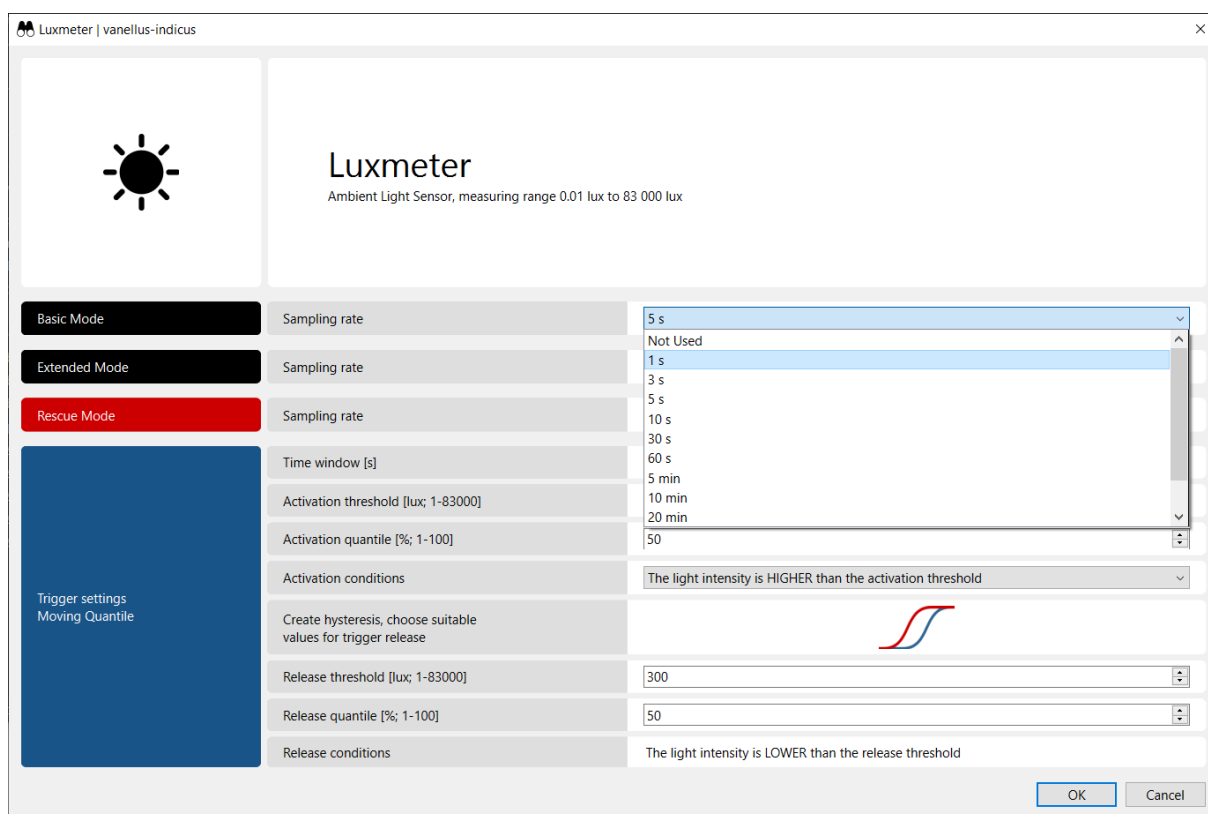 Luxmeter | vanellus-indicus
Luxmeter
Ambient Light Sensor, measuring range 0.01 lux to 83 000 lux
Basic Mode
Sampling rate
5 s
Not Used
1 s
3 s
5 s
10 s
30 s
60 s
5 min
10 min
20 min
Extended Mode
Sampling rate
Rescue Mode
Sampling rate
Trigger settings
Moving Quantile
Time window [s]
Activation threshold [lux; 1-83000]
Activation quantile [%; 1-100]
50
Activation conditions
The light intensity is HIGHER than the activation threshold
Create hysteresis, choose suitable
values for trigger release
Release threshold [lux; 1-83000]
300
Release quantile [%; 1-100]
50
Release conditions
The light intensity is LOWER than the release threshold
OK
Cancel